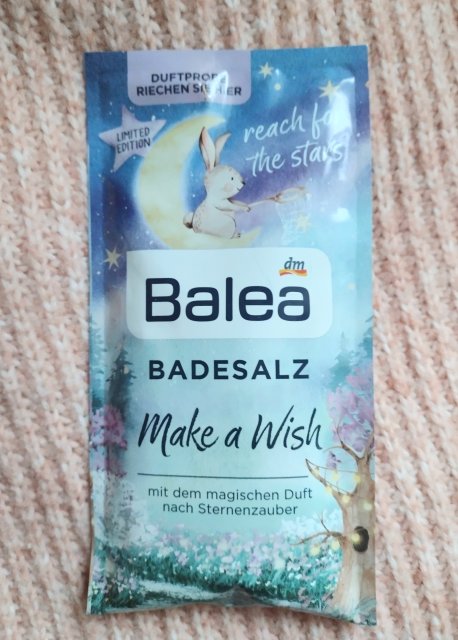 DUFTPROBE
RIECHEN SIE HIER
LIMITED
EDITION
reach for
the stars
dm
Balea
BADESALZ
Make a Wish
mit dem magischen Duft
nach Sternenzauber